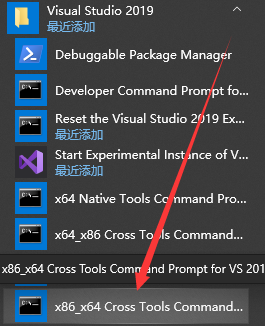 Visual Studio 2019
最近添加
Debuggable Package Manager
Developer Command Prompt fo...
Reset the Visual Studio 2019 Ex...
最近添加
Start Experimental Instance of V...
最近添加
x64 Native Tools Command Pro...
x64_x86 Cross Tools Command...
x86_x64 Cross Tools Command Prompt for VS 201
x86_x64 Cross Tools Command...